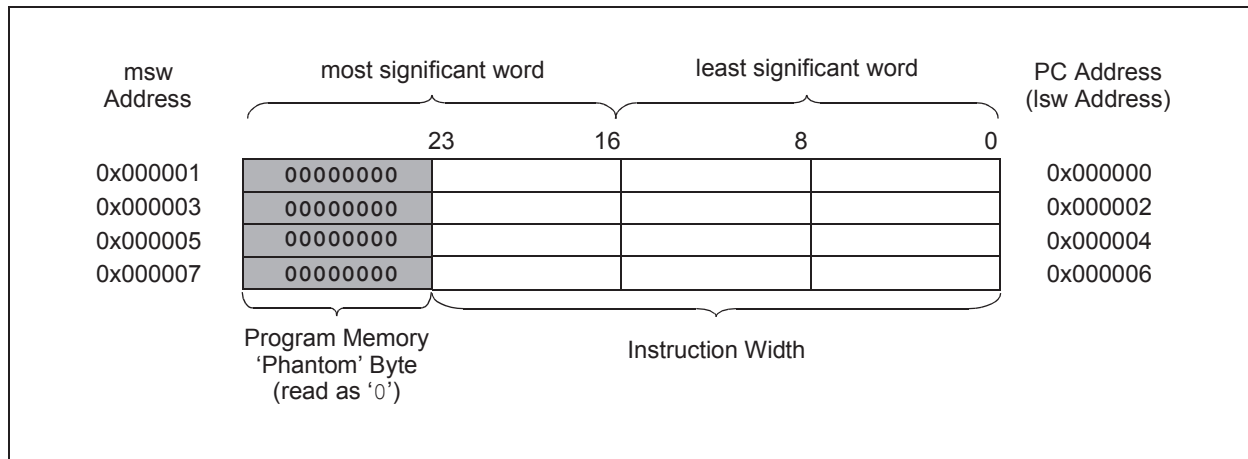 msw
Address
most significant word
least significant word
PC Address
(lsw Address)
23 16 8 0
0x000001 00000000 0x000000
0x000003 00000000 0x000002
0x000005 00000000 0x000004
0x000007 00000000 0x000006
Program Memory
‘Phantom’ Byte
(read as ‘0’)
Instruction Width